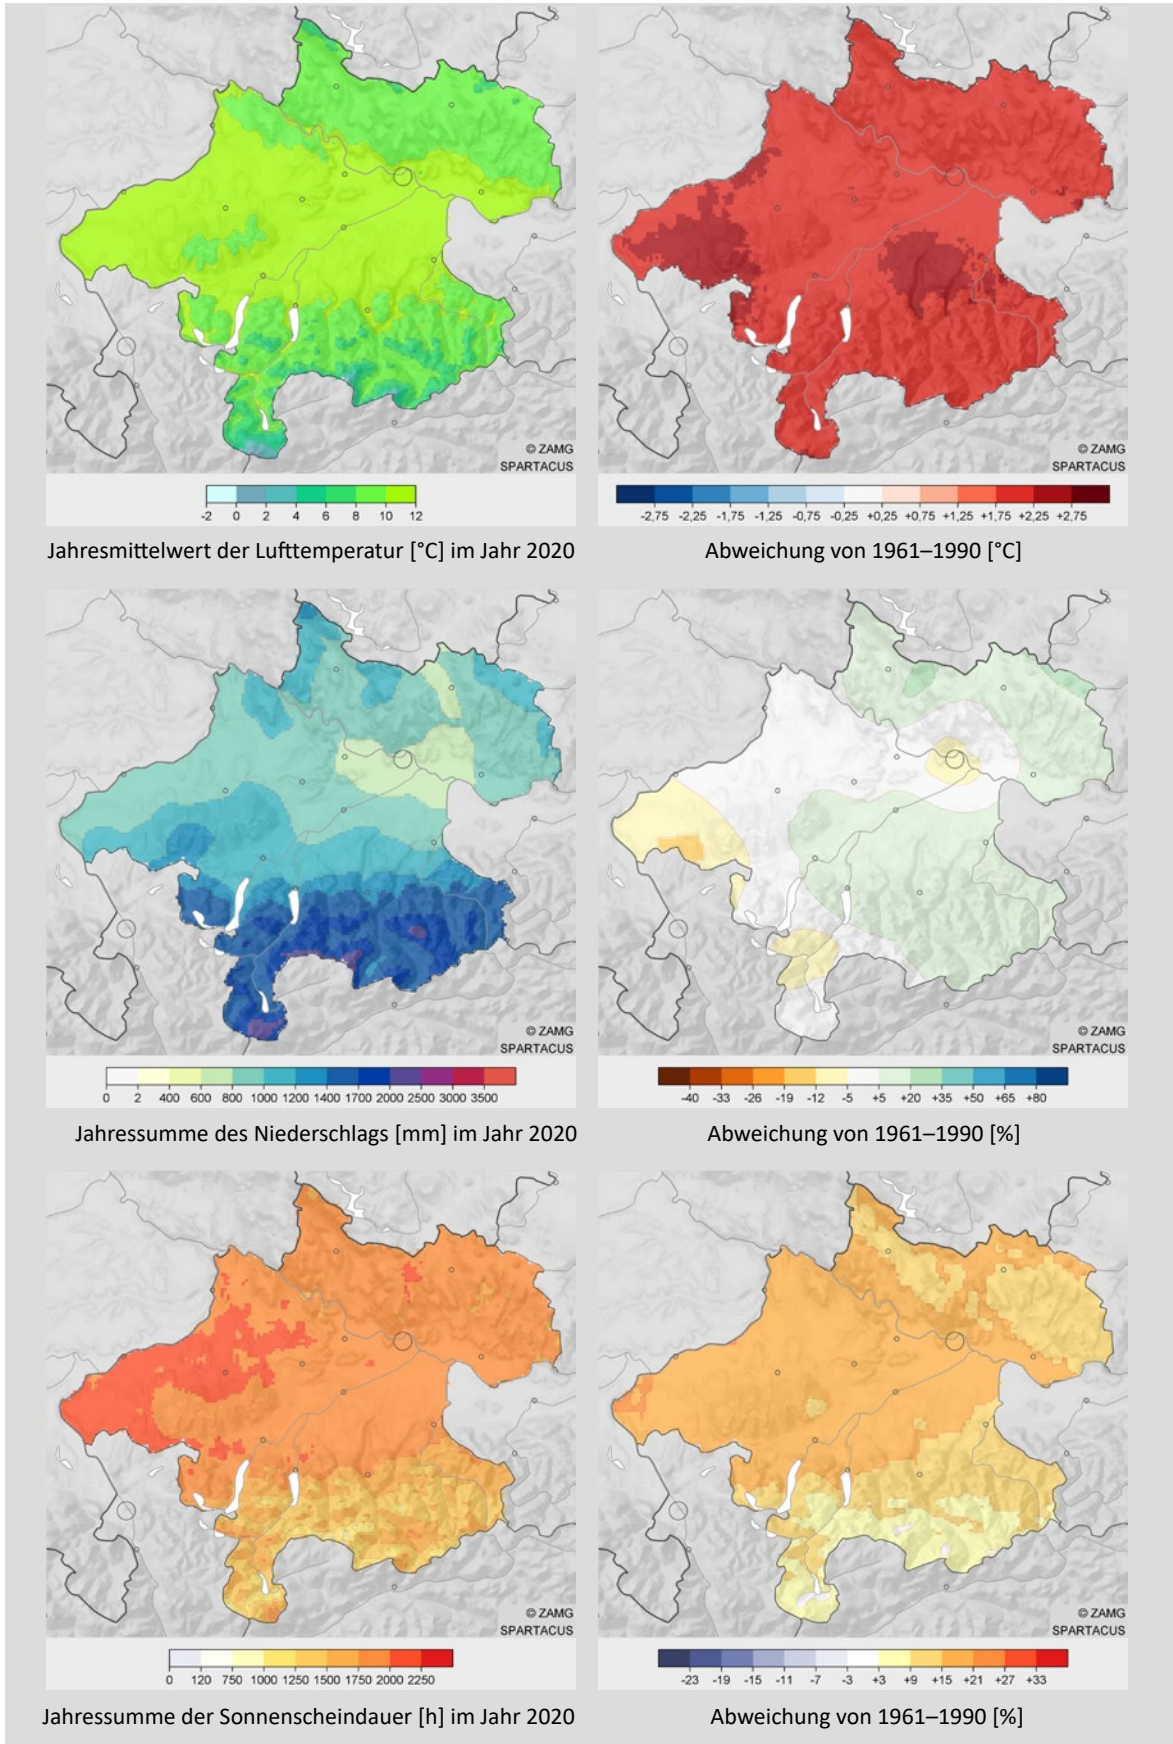 © ZAMG
SPARTACUS
-2 0 2 4 6 8 10 12
Jahresmittelwert der Lufttemperatur [°C] im Jahr 2020
© ZAMG
SPARTACUS
-2,75 -2,25 -1,75 -1,25 -0,75 -0,25 +0,25 +0,75 +1,25 +1,75 +2,25 +2,75
Abweichung von 1961–1990 [°C]
© ZAMG
SPARTACUS
0 2 400 600 800 1000 1200 1400 1700 2000 2500 3000 3500
Jahressumme des Niederschlags [mm] im Jahr 2020
© ZAMG
SPARTACUS
-40 -33 -26 -19 -12 -5 +5 +20 +35 +50 +65 +80
Abweichung von 1961–1990 [%]
© ZAMG
SPARTACUS
0 120 750 1000 1250 1500 1750 2000 2250
Jahressumme der Sonnenscheindauer [h] im Jahr 2020
© ZAMG
SPARTACUS
-23 -19 -15 -11 -7 -3 +3 +9 +15 +21 +27 +33
Abweichung von 1961–1990 [%]